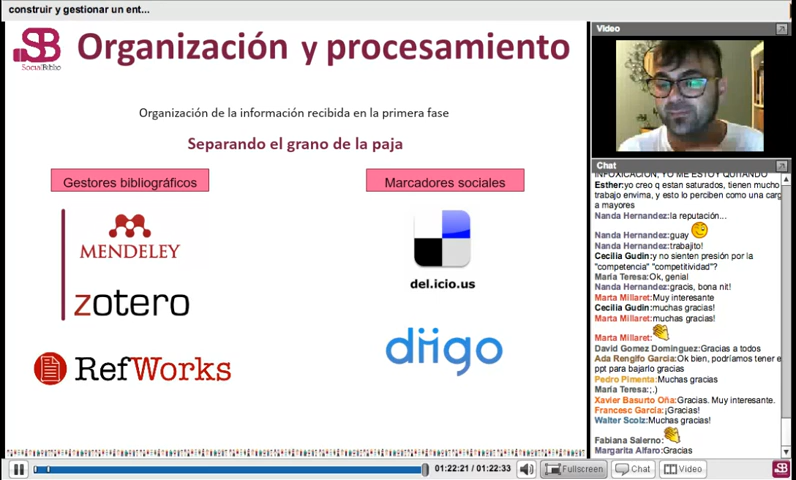 construir y gestionar un ent...
SB
SocialBiblio
Organización y procesamiento
Organización de la información recibida en la primera fase
Separando el grano de la paja
Gestores bibliográficos
Marcadores sociales
MENDELEY
zotero
RefWorks
del.icio.us
diigo
Video
Chat
INFOXICACIÓN, YO ME ESTOY QUITANDO
Esther:yo creo q estan saturados, tienen mucho
trabajo envima, y esto lo perciben como una carg
a mayores
Nanda Hernandez:la reputación...
Nanda Hernandez:guay
Nanda Hernandez:trabajito!
Cecilia Gudin:y no sienten presión por la
"competencia" "competitividad"?
María Teresa:Ok, genial
Nanda Hernandez:gracis, bona nit!
Marta Millaret:Muy interesante
Cecilia Gudin:muchas gracias!
Marta Millaret:muchas gracias!
Marta Millaret:
David Gomez Dominguez:Gracias a todos
Ada Rengifo Garcia:Ok bien, podríamos tener e
ppt para bajarlo gracias
Pedro Pimenta:Muchas gracias
María Teresa:;.)
Xavier Basurto Oña:Gracias. Muy interesante.
Francesc García:¡Gracias!
Walter Scolz:Muchas gracias!
Fabiana Salerno:
Margarita Alfaro:Gracias
01:22:21 / 01:22:33
Fullscreen
Chat
Video
SB